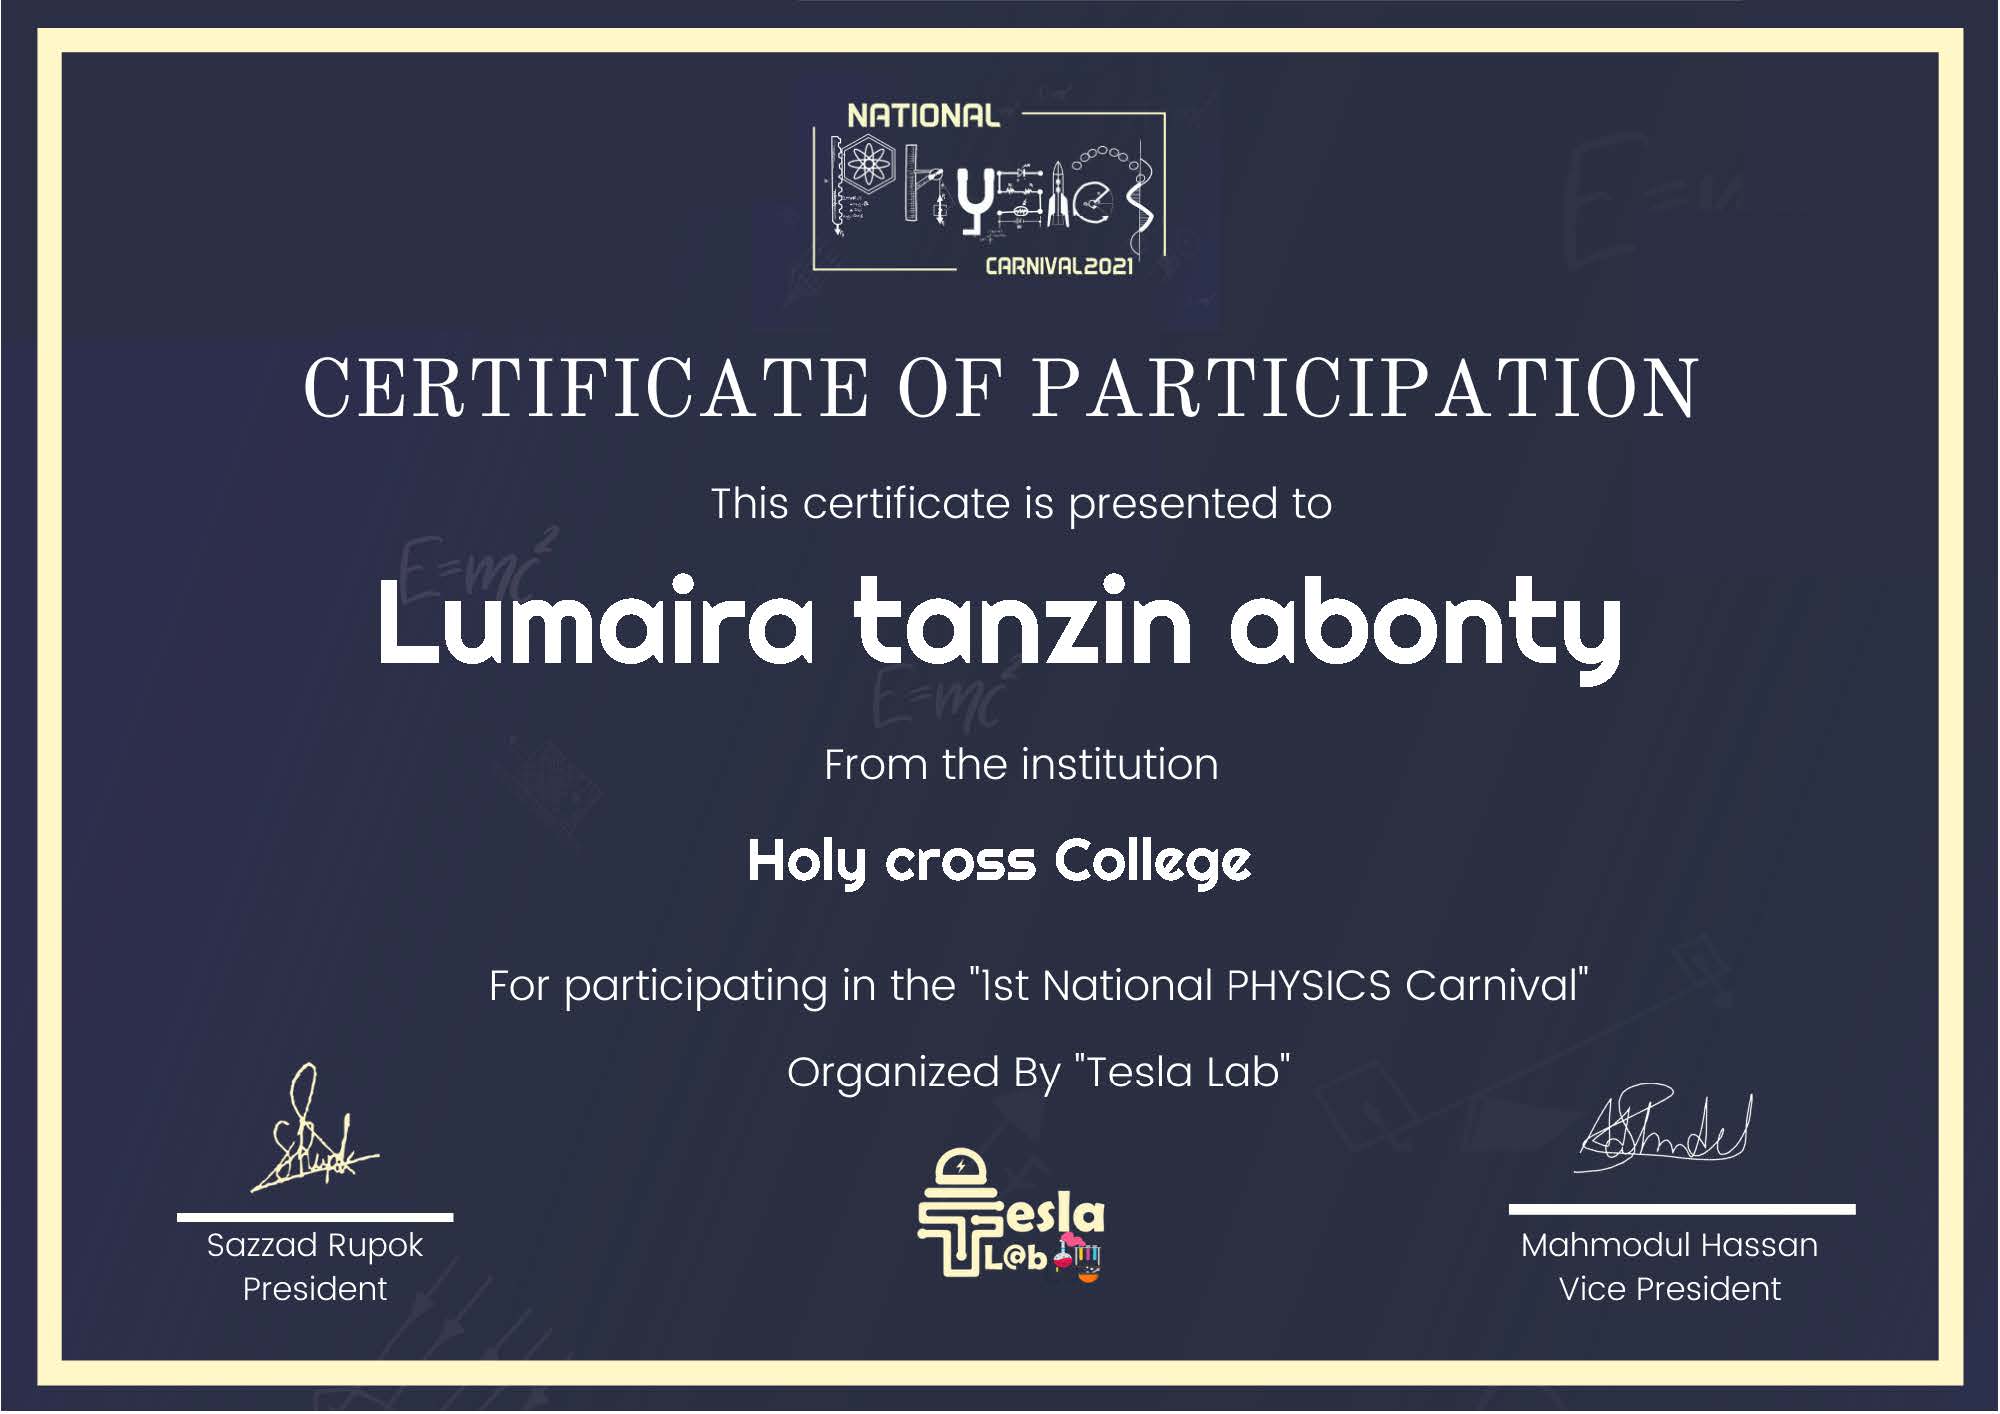 NATIONAL
Physics
CARNIVAL2021
CERTIFICATE OF PARTICIPATION
This certificate is presented to
E=mc²
Lumaira tanzin abonty
E=mc²
From the institution
Holy cross College
For participating in the "1st National PHYSICS Carnival"
Organized By "Tesla Lab"
Tesla
L@b
Sazzad Rupok
President
Mahmodul Hassan
Vice President